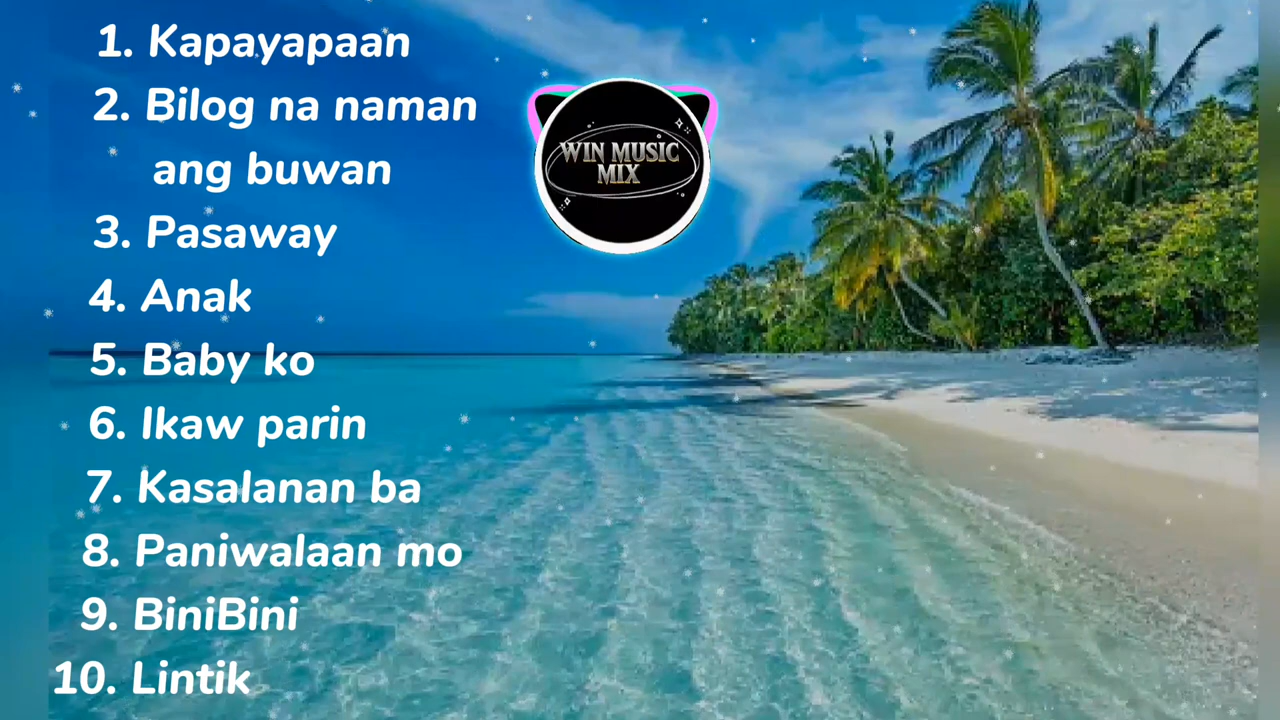 1. Kapayapaan
2. Bilog na naman
ang buwan
3. Pasaway
4. Anak
5. Baby ko
6. Ikaw parin
7. Kasalanan ba
8. Paniwalaan mo
9. BiniBini
10. Lintik
WIN MUSIC
MIX